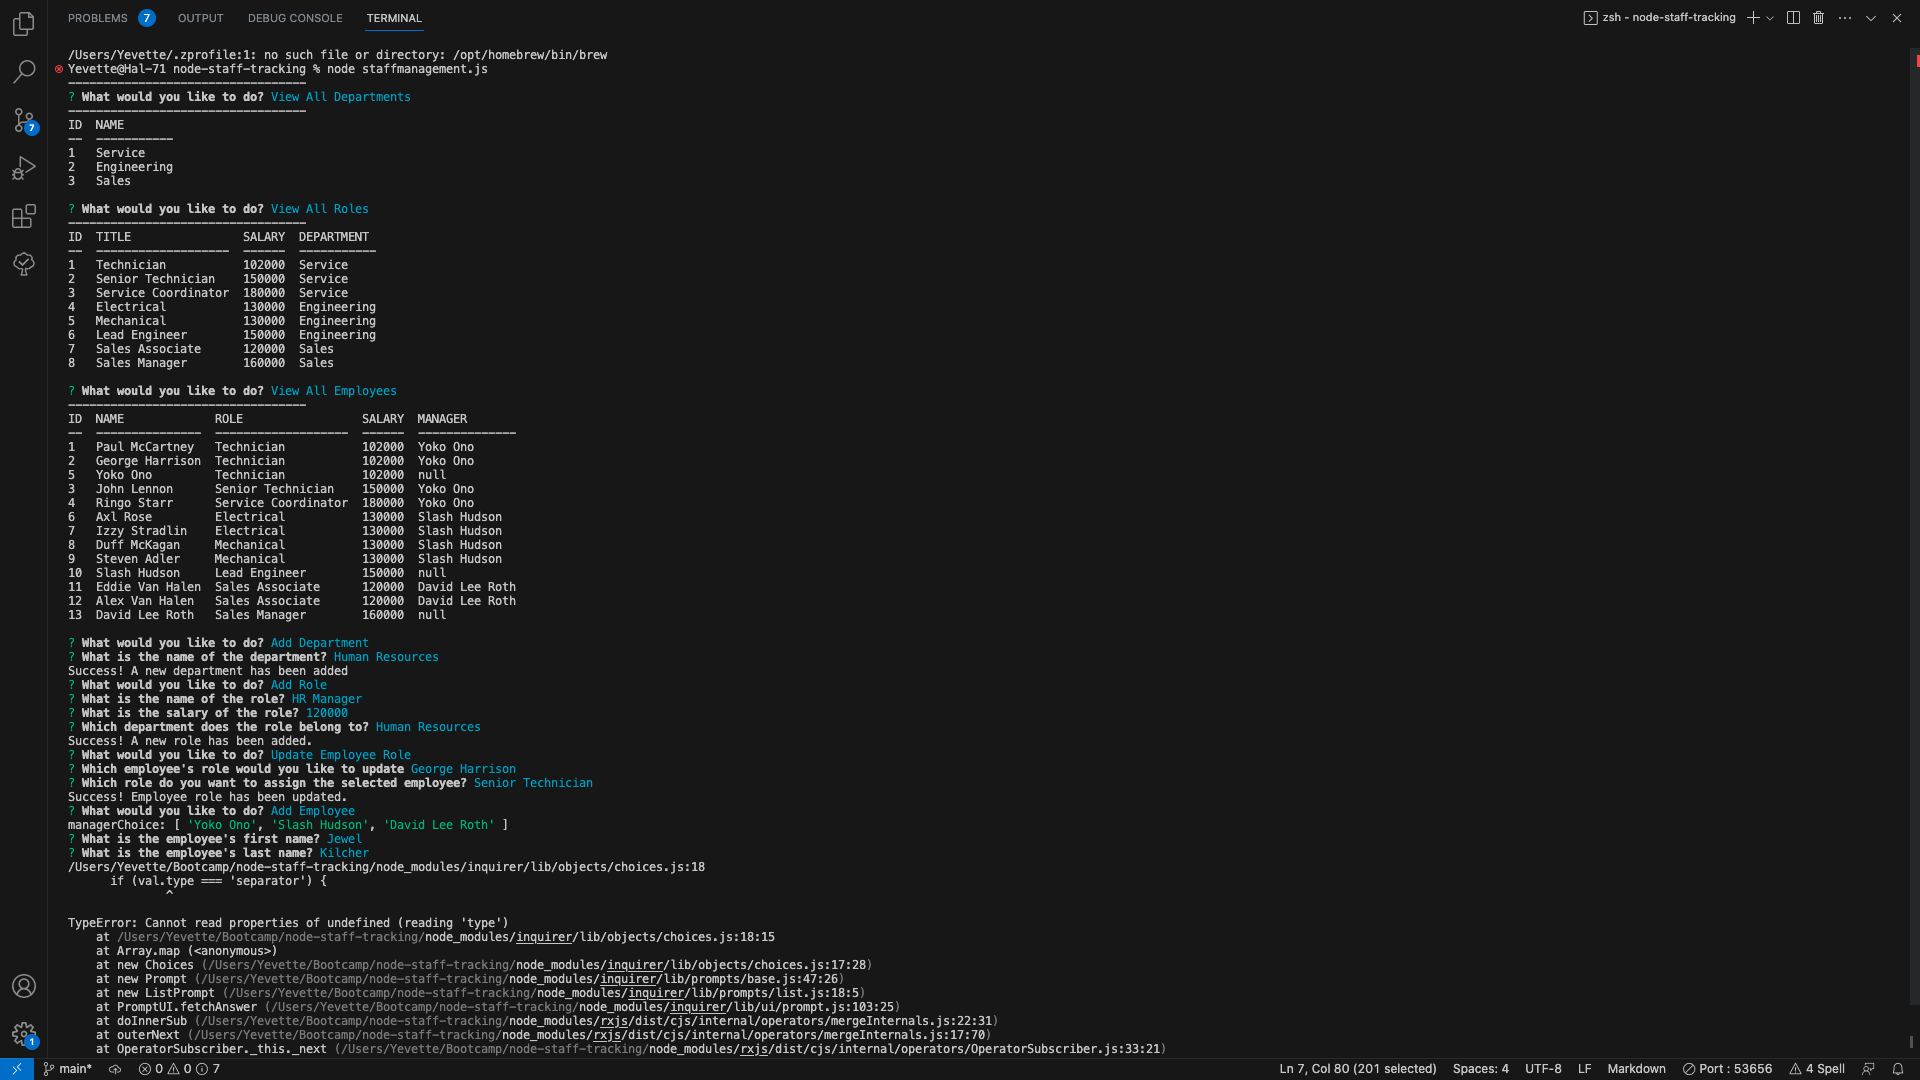 PROBLEMS 7 OUTPUT DEBUG CONSOLE TERMINAL zsh - node-staff-tracking
/Users/Yevette/.zprofile:1: no such file or directory: /opt/homebrew/bin/brew
Yevette@Hal-71 node-staff-tracking % node staffmanagement.js
----------------------------------
? What would you like to do? View All Departments
----------------------------------
ID  NAME
--  -----------
1   Service
2   Engineering
3   Sales
? What would you like to do? View All Roles
----------------------------------
ID  TITLE                SALARY  DEPARTMENT
--  -------------------  ------  -----------
1   Technician           102000  Service
2   Senior Technician    150000  Service
3   Service Coordinator  180000  Service
4   Electrical           130000  Engineering
5   Mechanical           130000  Engineering
6   Lead Engineer        150000  Engineering
7   Sales Associate      120000  Sales
8   Sales Manager        160000  Sales
? What would you like to do? View All Employees
----------------------------------
ID  NAME             ROLE                 SALARY  MANAGER
--  ---------------  -------------------  ------  --------------
1   Paul McCartney   Technician           102000  Yoko Ono
2   George Harrison  Technician           102000  Yoko Ono
5   Yoko Ono         Technician           102000  null
3   John Lennon      Senior Technician    150000  Yoko Ono
4   Ringo Starr      Service Coordinator  180000  Yoko Ono
6   Axl Rose         Electrical           130000  Slash Hudson
7   Izzy Stradlin    Electrical           130000  Slash Hudson
8   Duff McKagan     Mechanical           130000  Slash Hudson
9   Steven Adler     Mechanical           130000  Slash Hudson
10  Slash Hudson     Lead Engineer        150000  null
11  Eddie Van Halen  Sales Associate      120000  David Lee Roth
12  Alex Van Halen   Sales Associate      120000  David Lee Roth
13  David Lee Roth   Sales Manager        160000  null
? What would you like to do? Add Department
? What is the name of the department? Human Resources
Success! A new department has been added
? What would you like to do? Add Role
? What is the name of the role? HR Manager
? What is the salary of the role? 120000
? Which department does the role belong to? Human Resources
Success! A new role has been added.
? What would you like to do? Update Employee Role
? Which employee's role would you like to update George Harrison
? Which role do you want to assign the selected employee? Senior Technician
Success! Employee role has been updated.
? What would you like to do? Add Employee
managerChoice: [ 'Yoko Ono', 'Slash Hudson', 'David Lee Roth' ]
? What is the employee's first name? Jewel
? What is the employee's last name? Kilcher
/Users/Yevette/Bootcamp/node-staff-tracking/node_modules/inquirer/lib/objects/choices.js:18
      if (val.type === 'separator') {
              ^
TypeError: Cannot read properties of undefined (reading 'type')
    at /Users/Yevette/Bootcamp/node-staff-tracking/node_modules/inquirer/lib/objects/choices.js:18:15
    at Array.map (<anonymous>)
    at new Choices (/Users/Yevette/Bootcamp/node-staff-tracking/node_modules/inquirer/lib/objects/choices.js:17:28)
    at new Prompt (/Users/Yevette/Bootcamp/node-staff-tracking/node_modules/inquirer/lib/prompts/base.js:47:26)
    at new ListPrompt (/Users/Yevette/Bootcamp/node-staff-tracking/node_modules/inquirer/lib/prompts/list.js:18:5)
    at PromptUI.fetchAnswer (/Users/Yevette/Bootcamp/node-staff-tracking/node_modules/inquirer/lib/ui/prompt.js:103:25)
    at doInnerSub (/Users/Yevette/Bootcamp/node-staff-tracking/node_modules/rxjs/dist/cjs/internal/operators/mergeInternals.js:22:31)
    at outerNext (/Users/Yevette/Bootcamp/node-staff-tracking/node_modules/rxjs/dist/cjs/internal/operators/mergeInternals.js:17:70)
    at OperatorSubscriber._this._next (/Users/Yevette/Bootcamp/node-staff-tracking/node_modules/rxjs/dist/cjs/internal/operators/OperatorSubscriber.js:33:21)
7
1
main* 0 0 7 Ln 7, Col 80 (201 selected) Spaces: 4 UTF-8 LF Markdown Port : 53656 4 Spell